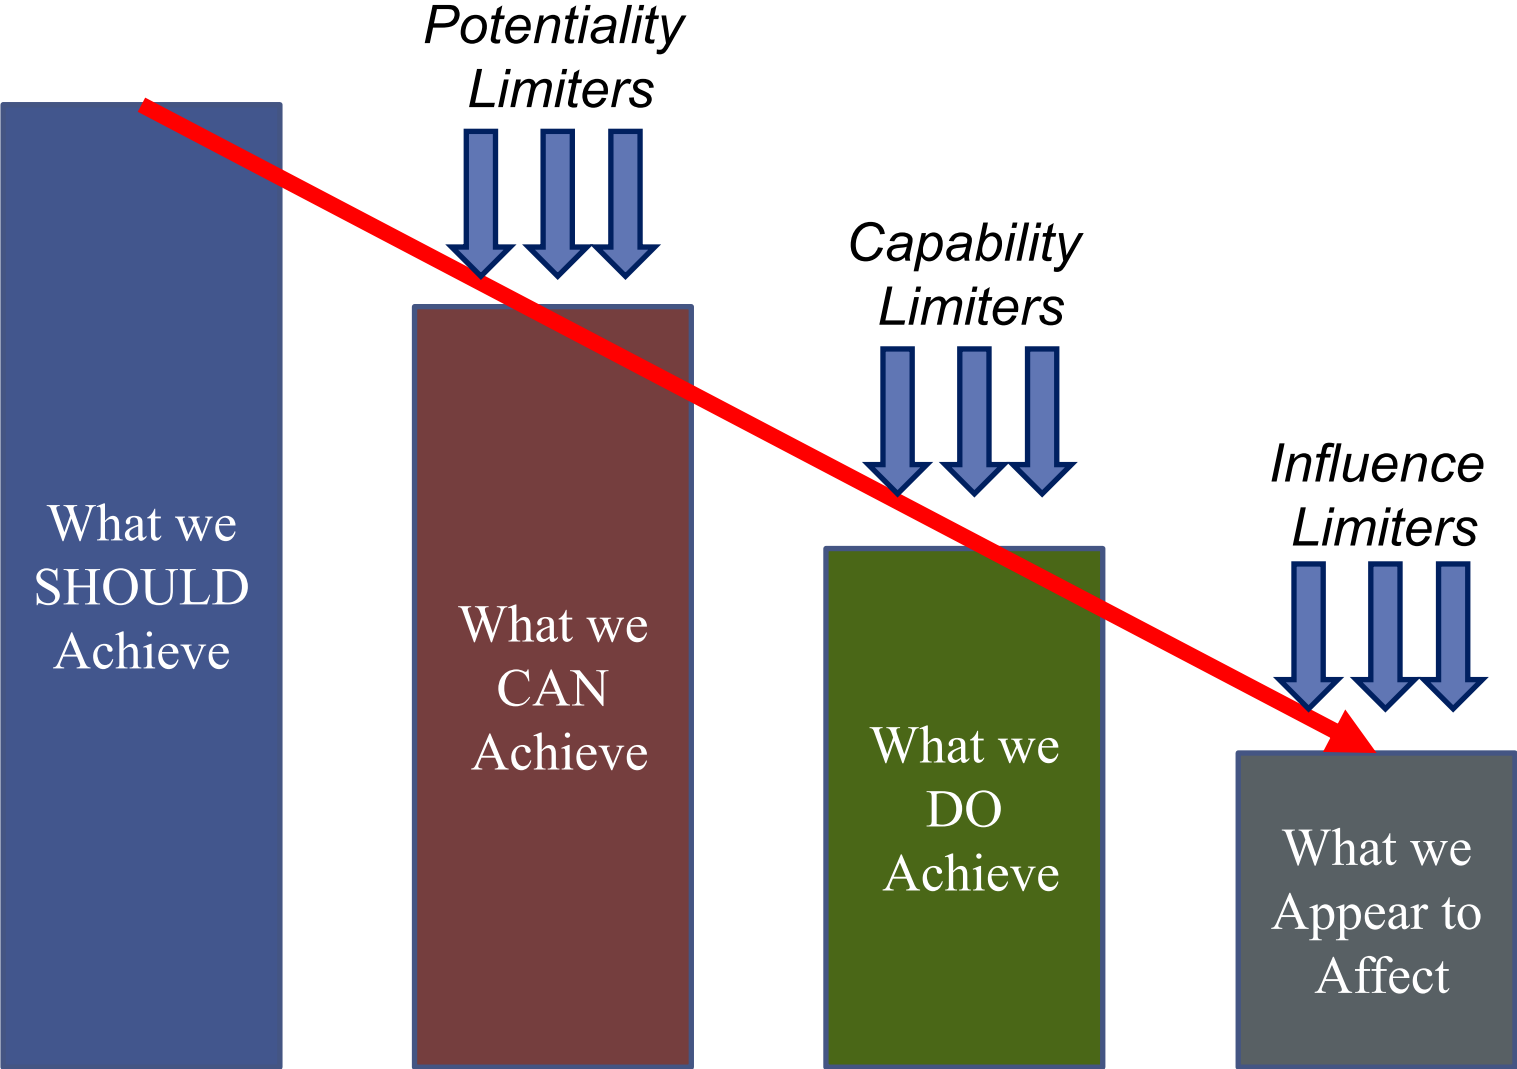 Potentiality
Limiters
Capability
Limiters
Influence
Limiters
What we
SHOULD
Achieve
What we
CAN
Achieve
What we
DO
Achieve
What we
Appear to
Affect